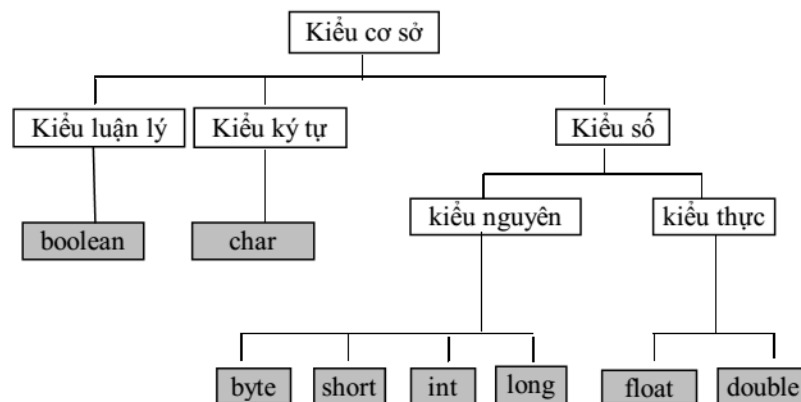 Kiểu cơ sở
Kiểu luận lý
Kiểu ký tự
Kiểu số
kiểu nguyên
kiểu thực
boolean
char
byte
short
int
long
float
double